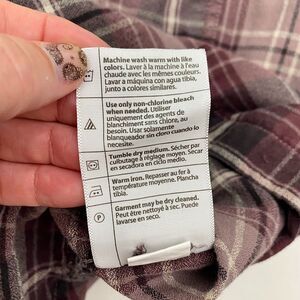 Machine wash warm with like
colors. Laver à la machine à l'eau
chaude avec les mêmes couleurs.
Lavar a máquina con agua tibia,
junto a colores similares.
Use only non-chlorine bleach
when needed. Utiliser
uniquement des agents de
blanchiment sans chlore, au
besoin. Usar solamente
blanqueador sin cloro cuando lo
necesite.
Tumble dry medium. Sécher par
culbutage à réglage moyen. Secar
en secadora en ciclo medio.
Warm iron. Repasser au fer à
température moyenne. Plancha
tibia.
P
Garment may be dry cleaned.
Peut être nettoyé à sec. Puede
lavarse en seco.